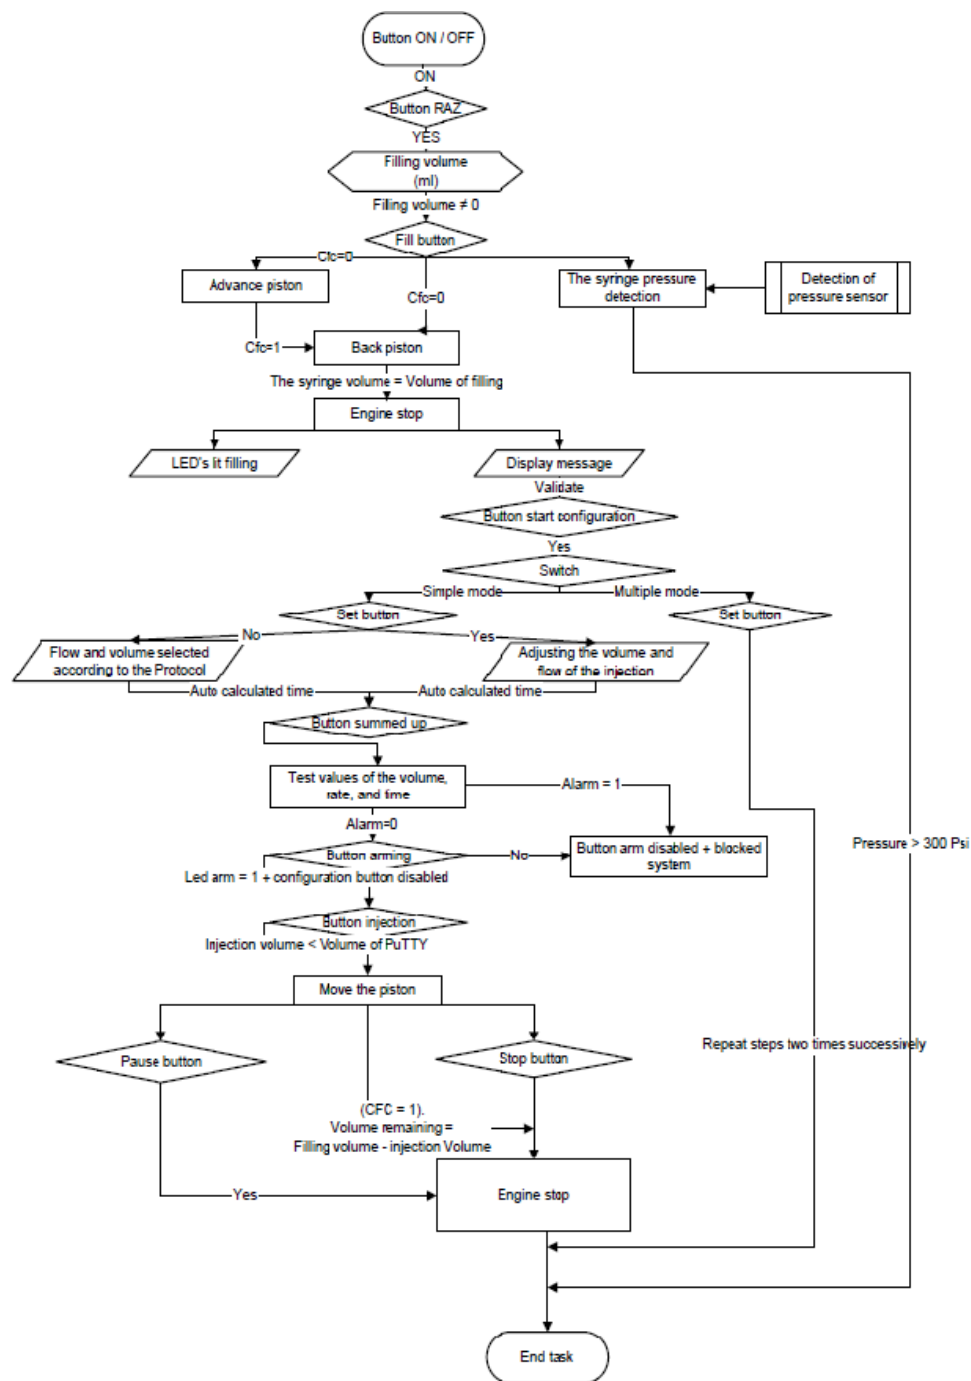 Button ON / OFF
ON
Button RAZ
YES
Filling volume
(ml)
Filling volume ≠ 0
Fill button
Cfc=0
Advance piston
Cfc=0
The syringe pressure
detection
Detection of
pressure sensor
Cfc=1
Back piston
The syringe volume = Volume of filling
Engine stop
LED's lit filling
Display message
Validate
Button start configuration
Yes
Switch
Simple mode
Multiple mode
Set button
Set button
No
Yes
Flow and volume selected
according to the Protocol
Adjusting the volume and
flow of the injection
Auto calculated time
Auto calculated time
Button summed up
Test values of the volume,
rate, and time
Alarm = 1
Alarm=0
Button arming
No
Button arm disabled + blocked
system
Pressure > 300 Psi
Led arm = 1 + configuration button disabled
Button injection
Injection volume < Volume of PuTTY
Move the piston
Pause button
Stop button
Repeat steps two times successively
(CFC = 1).
Volume remaining =
Filling volume - injection Volume
Yes
Engine stop
End task